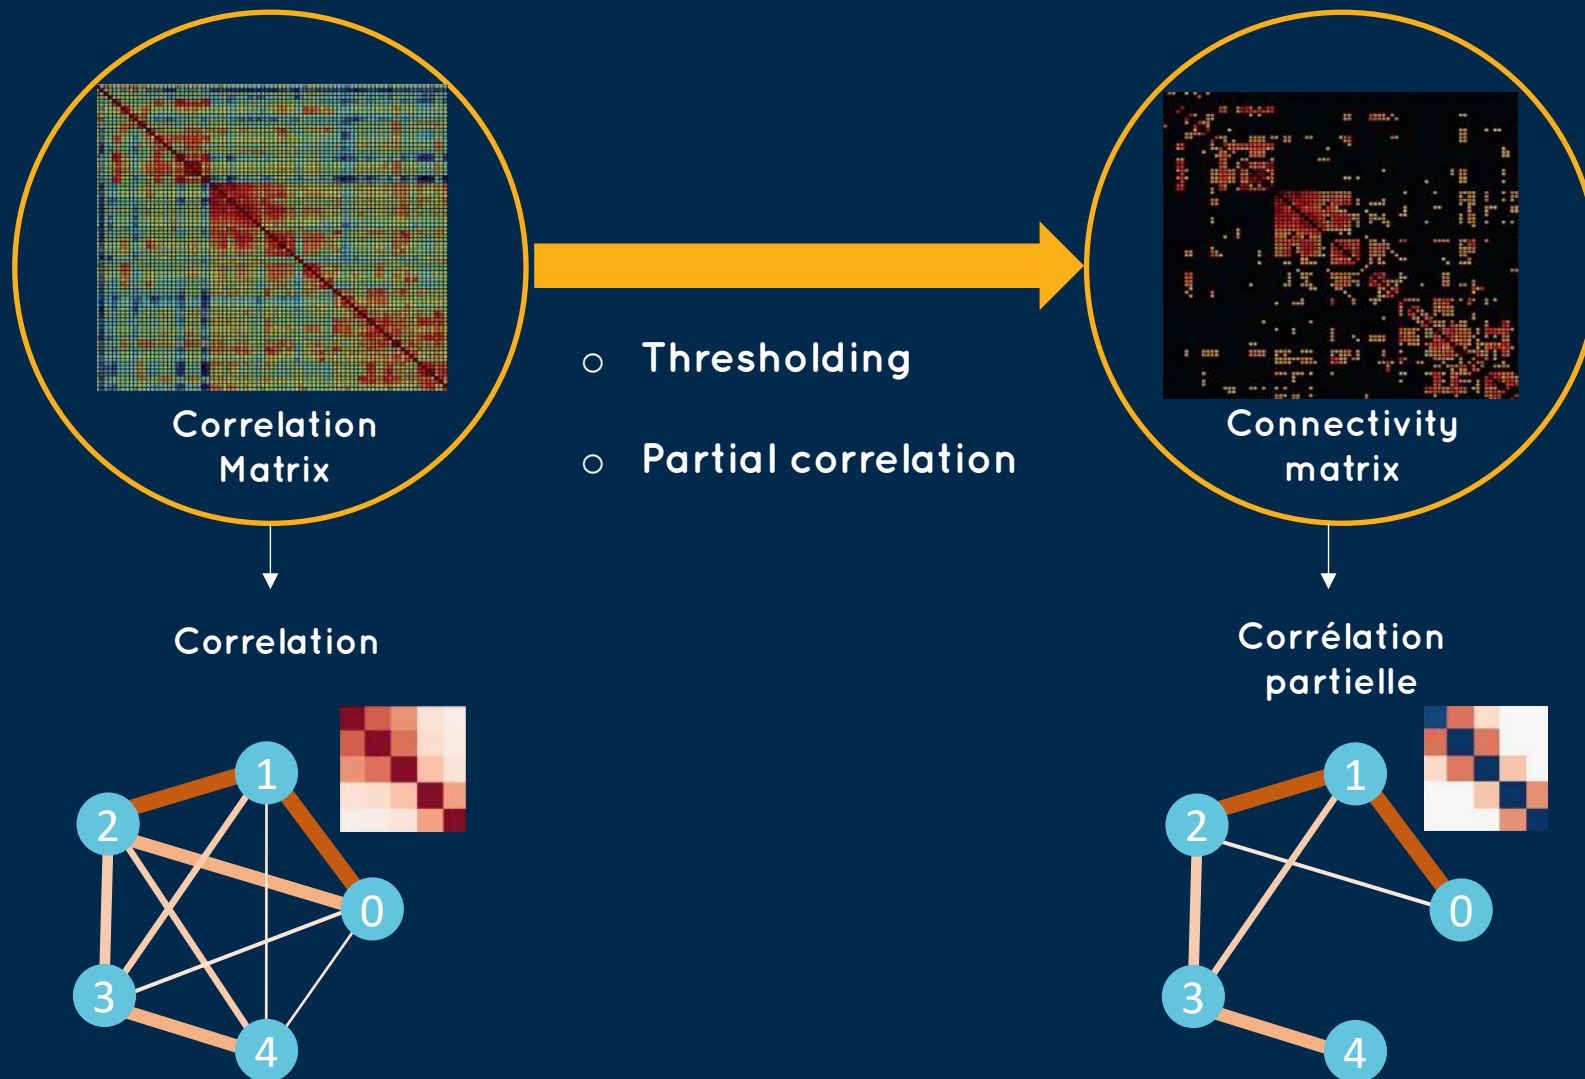 Correlation
Matrix
○ Thresholding
○ Partial correlation
Connectivity
matrix
Correlation
Corrélation
partielle
1
2
0
3
4
1
2
0
3
4